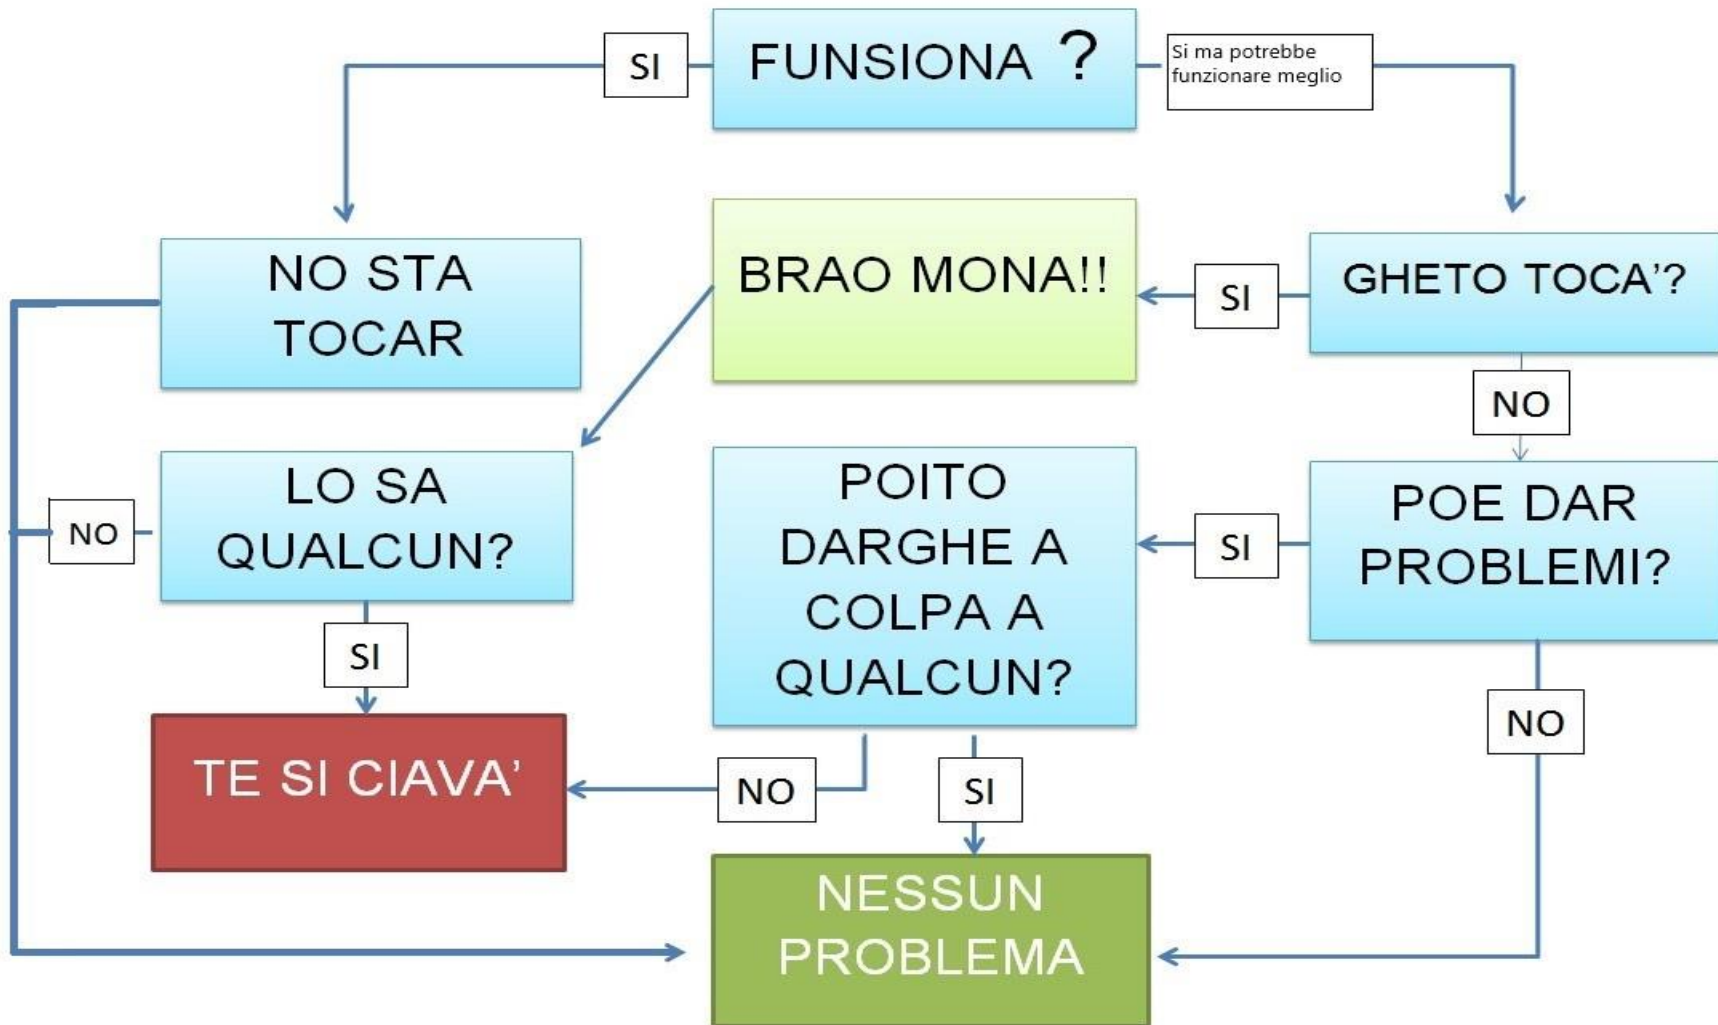 FUNSIONA ?
SI
Si ma potrebbe
funzionare meglio
NO STA
TOCAR
BRAO MONA!!
SI
GHETO TOCA'?
NO
LO SA
QUALCUN?
NO
SI
POITO
DARGHE A
COLPA A
QUALCUN?
SI
POE DAR
PROBLEMI?
NO
TE SI CIAVA'
NO
SI
NESSUN
PROBLEMA